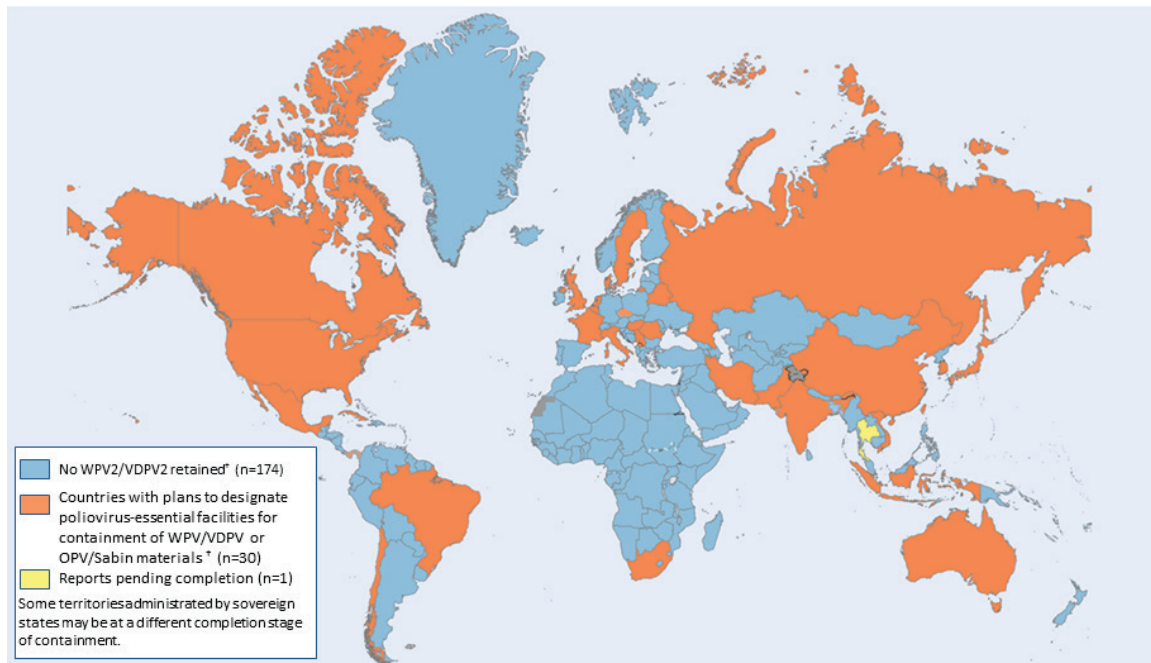 No WPV2/VDPV2 retained† (n=174)
Countries with plans to designate
poliovirus-essential facilities for
containment of WPV/VDPV or
OPV/Sabin materials † (n=30)
Reports pending completion (n=1)
Some territories administrated by sovereign
states may be at a different completion stage
of containment.